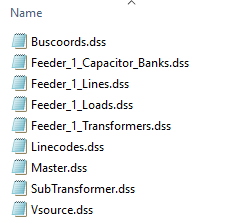 Name
Buscoords.dss
Feeder_1_Capacitor_Banks.dss
Feeder_1_Lines.dss
Feeder_1_Loads.dss
Feeder_1_Transformers.dss
Linecodes.dss
Master.dss
SubTransformer.dss
Vsource.dss